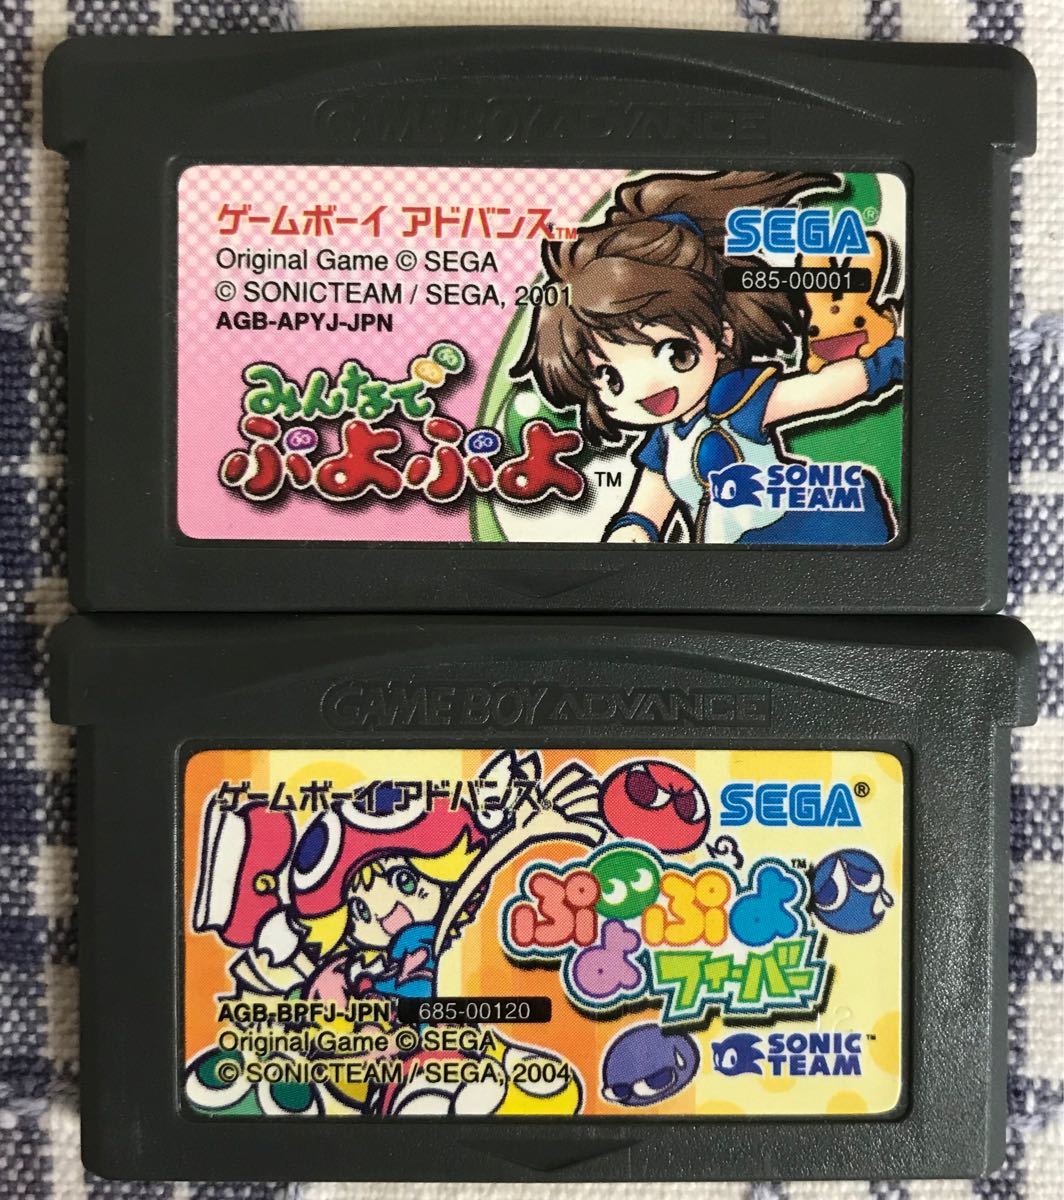 GAME BOY ADVANCE
ゲームボーイ アドバンス™
SEGA®
Original Game © SEGA
685-00001
© SONICTEAM / SEGA, 2001
AGB-APYJ-JPN
みんなで
ぷよぷよ™
SONIC
TEAM
GAME BOY ADVANCE
ゲームボーイ アドバンス®
SEGA®
ぷよぷよ™
フィーバー
AGB-BPFJ-JPN 685-00120
Original Game © SEGA
© SONICTEAM / SEGA, 2004
SONIC
TEAM™